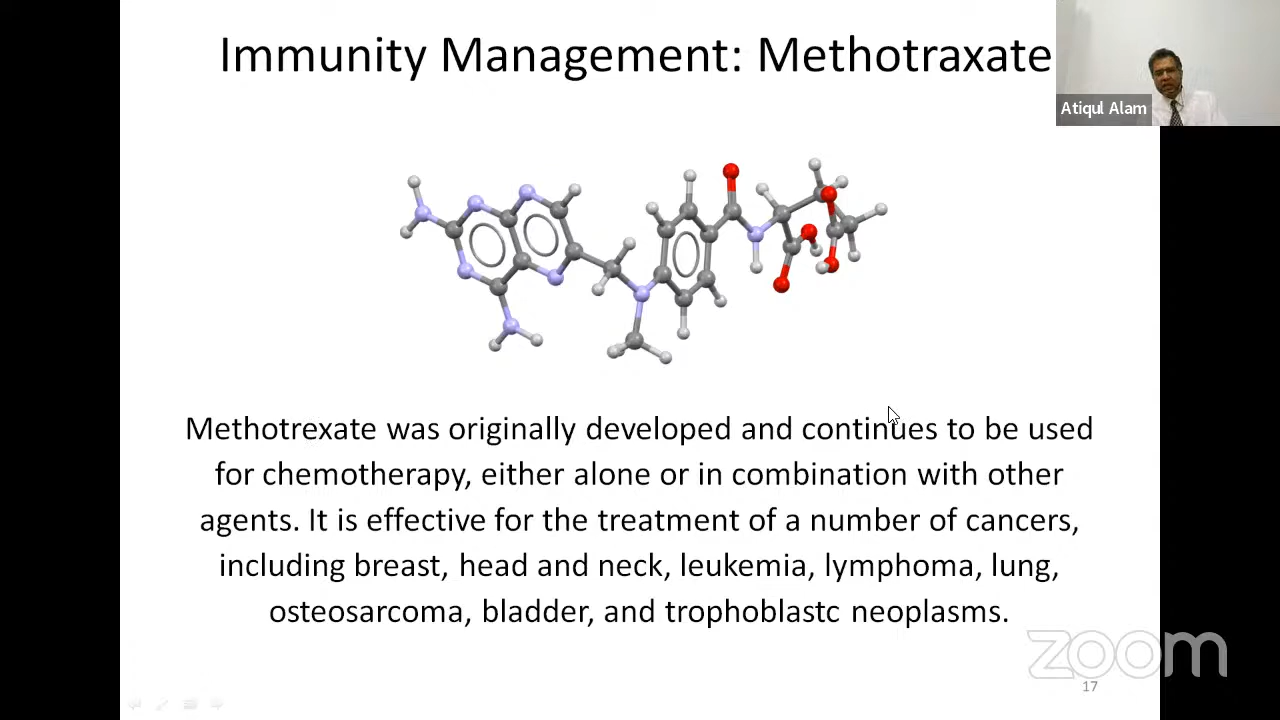 Immunity Management: Methotraxate
Atiqul Alam
Methotrexate was originally developed and continues to be used
for chemotherapy, either alone or in combination with other
agents. It is effective for the treatment of a number of cancers,
including breast, head and neck, leukemia, lymphoma, lung,
osteosarcoma, bladder, and trophoblastc neoplasms.
zoom
17